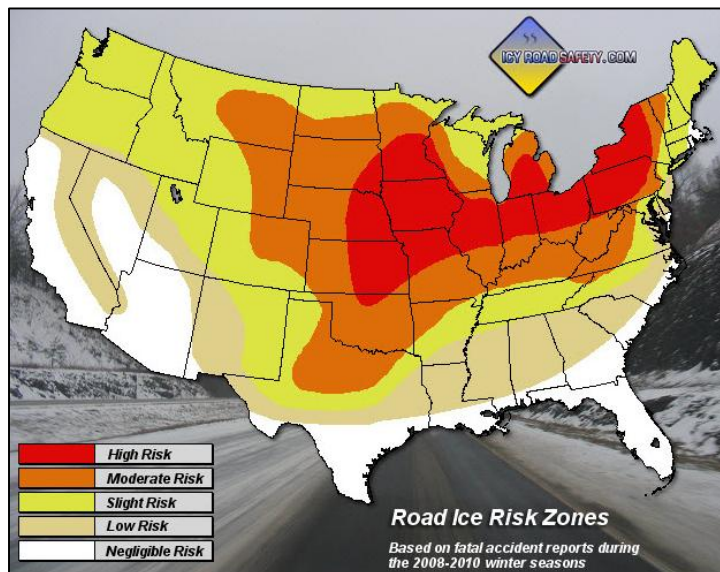 ICY ROAD SAFETY.COM
High Risk
Moderate Risk
Slight Risk
Low Risk
Negligible Risk
Road Ice Risk Zones
Based on fatal accident reports during
the 2008-2010 winter seasons